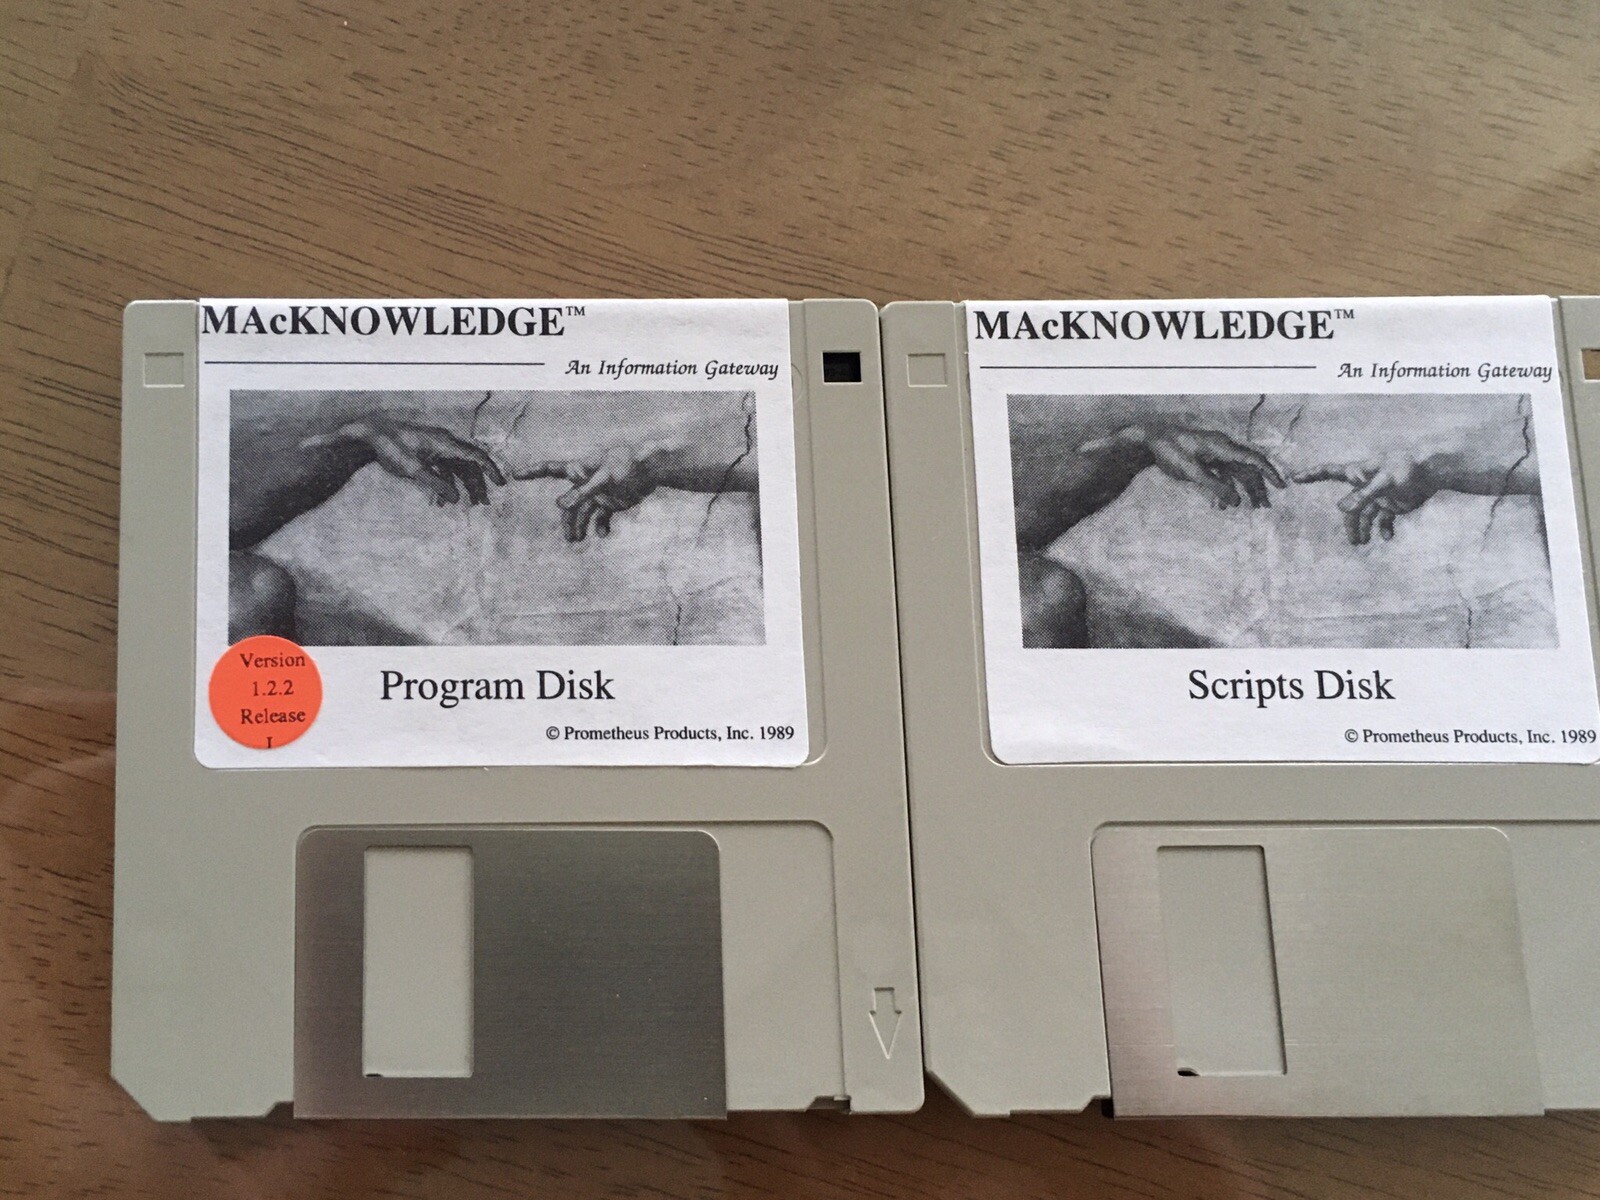 MAcKNOWLEDGE™
An Information Gateway
Version
1.2.2
Release
I
Program Disk
© Prometheus Products, Inc. 1989
MAcKNOWLEDGE™
An Information Gateway
Scripts Disk
© Prometheus Products, Inc. 1989